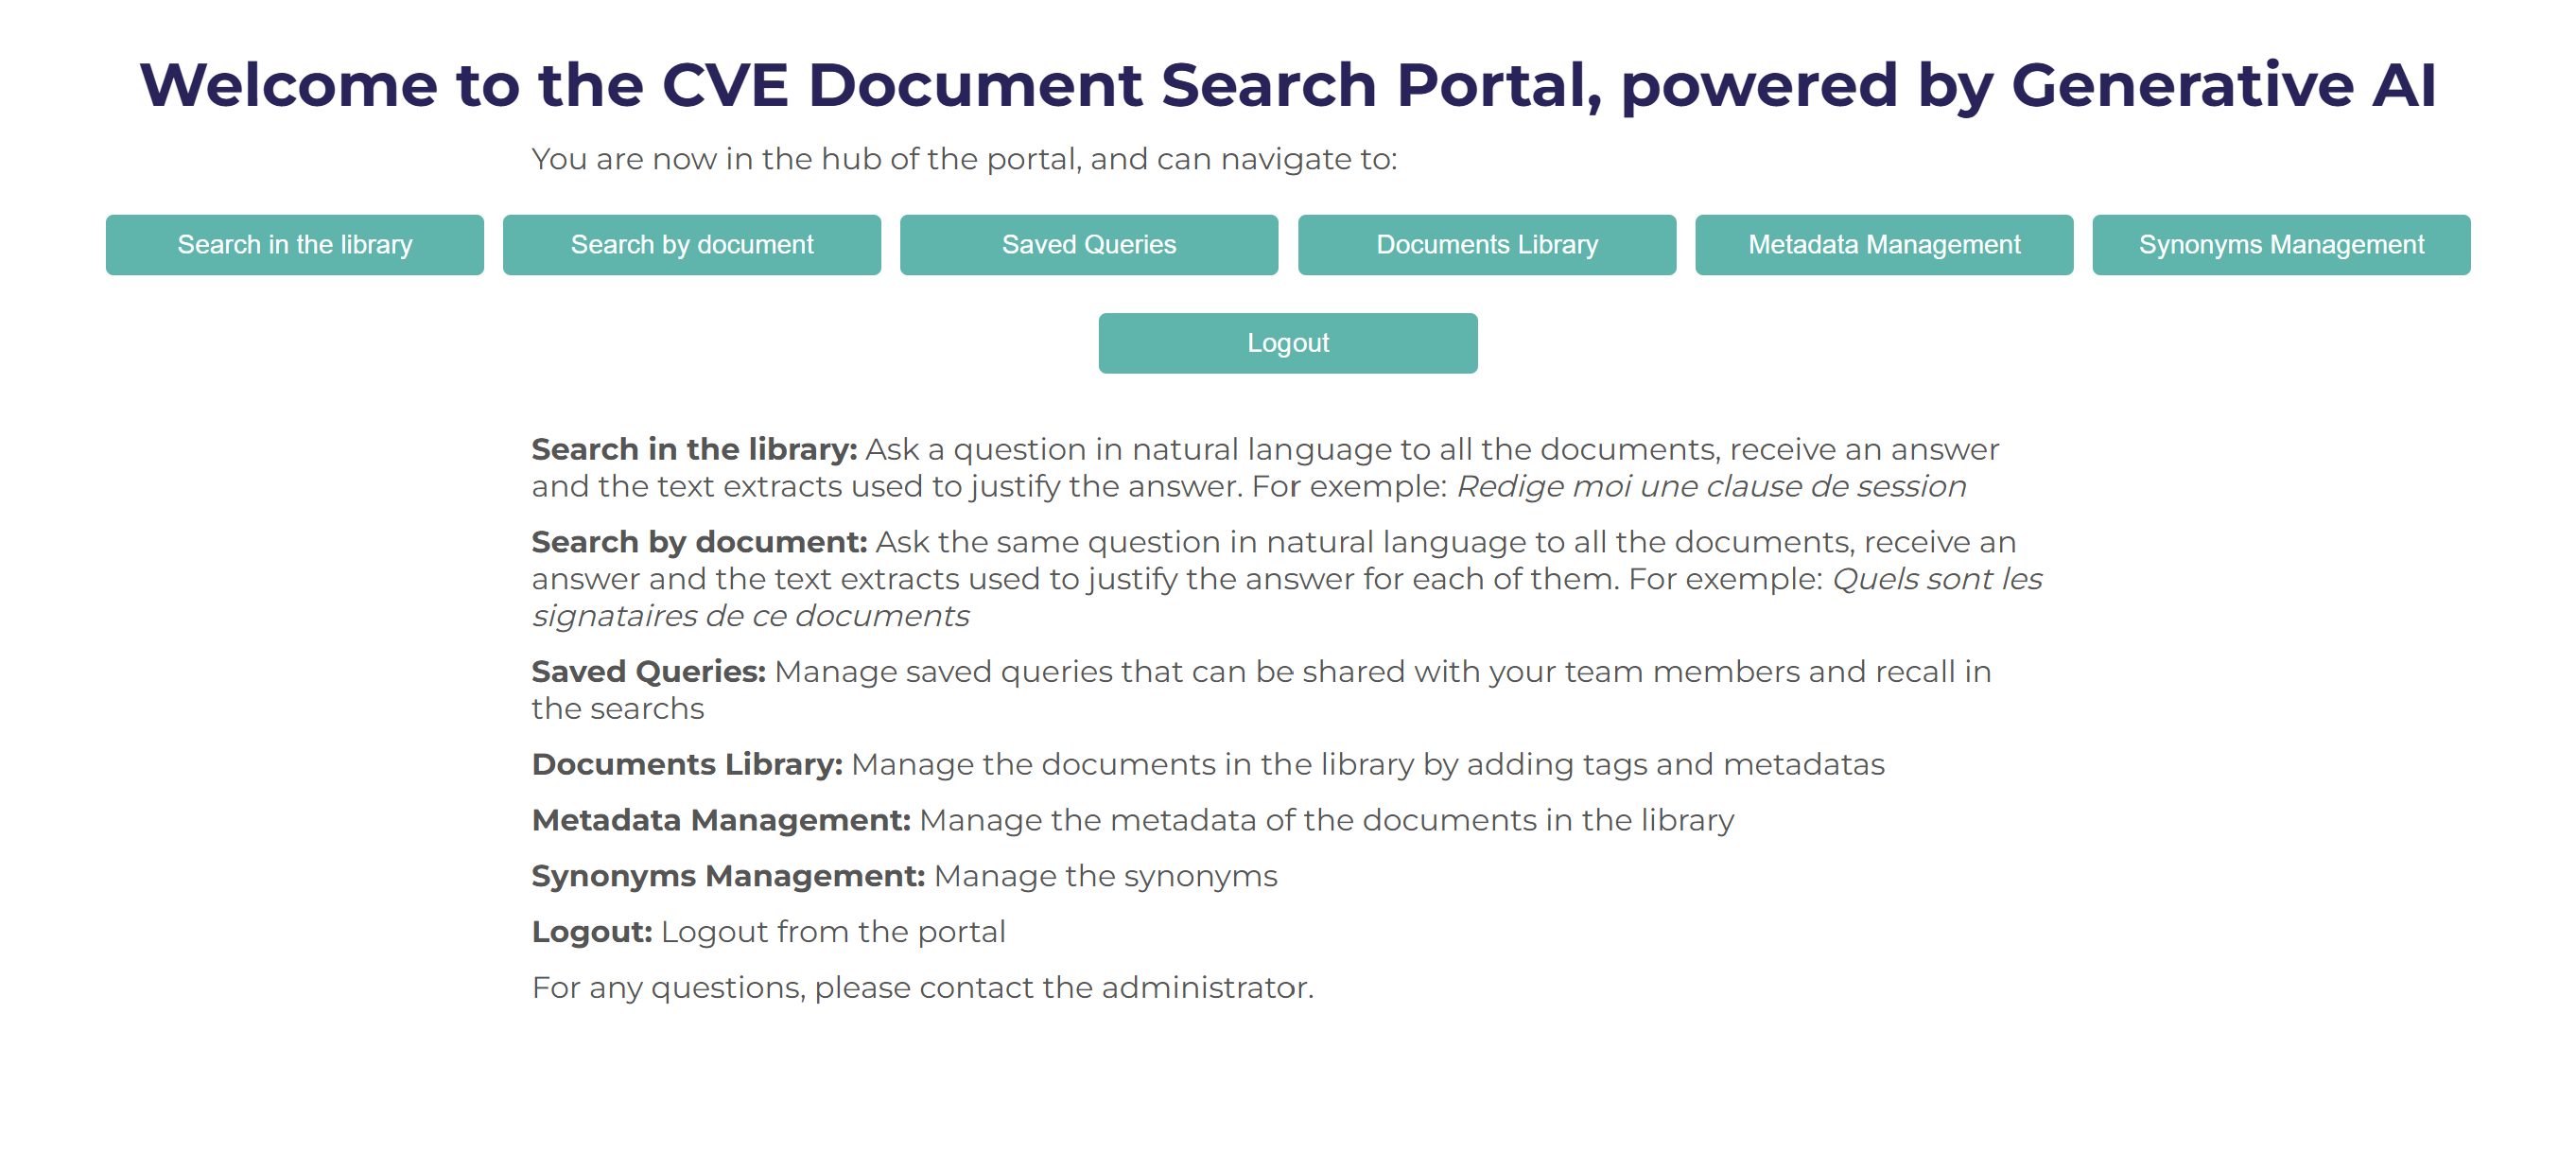 Welcome to the CVE Document Search Portal, powered by Generative AI
You are now in the hub of the portal, and can navigate to:
Search in the library
Search by document
Saved Queries
Documents Library
Metadata Management
Synonyms Management
Logout
Search in the library: Ask a question in natural language to all the documents, receive an answer
and the text extracts used to justify the answer. For exemple: Redige moi une clause de session
Search by document: Ask the same question in natural language to all the documents, receive an
answer and the text extracts used to justify the answer for each of them. For exemple: Quels sont les
signataires de ce documents
Saved Queries: Manage saved queries that can be shared with your team members and recall in
the searchs
Documents Library: Manage the documents in the library by adding tags and metadatas
Metadata Management: Manage the metadata of the documents in the library
Synonyms Management: Manage the synonyms
Logout: Logout from the portal
For any questions, please contact the administrator.